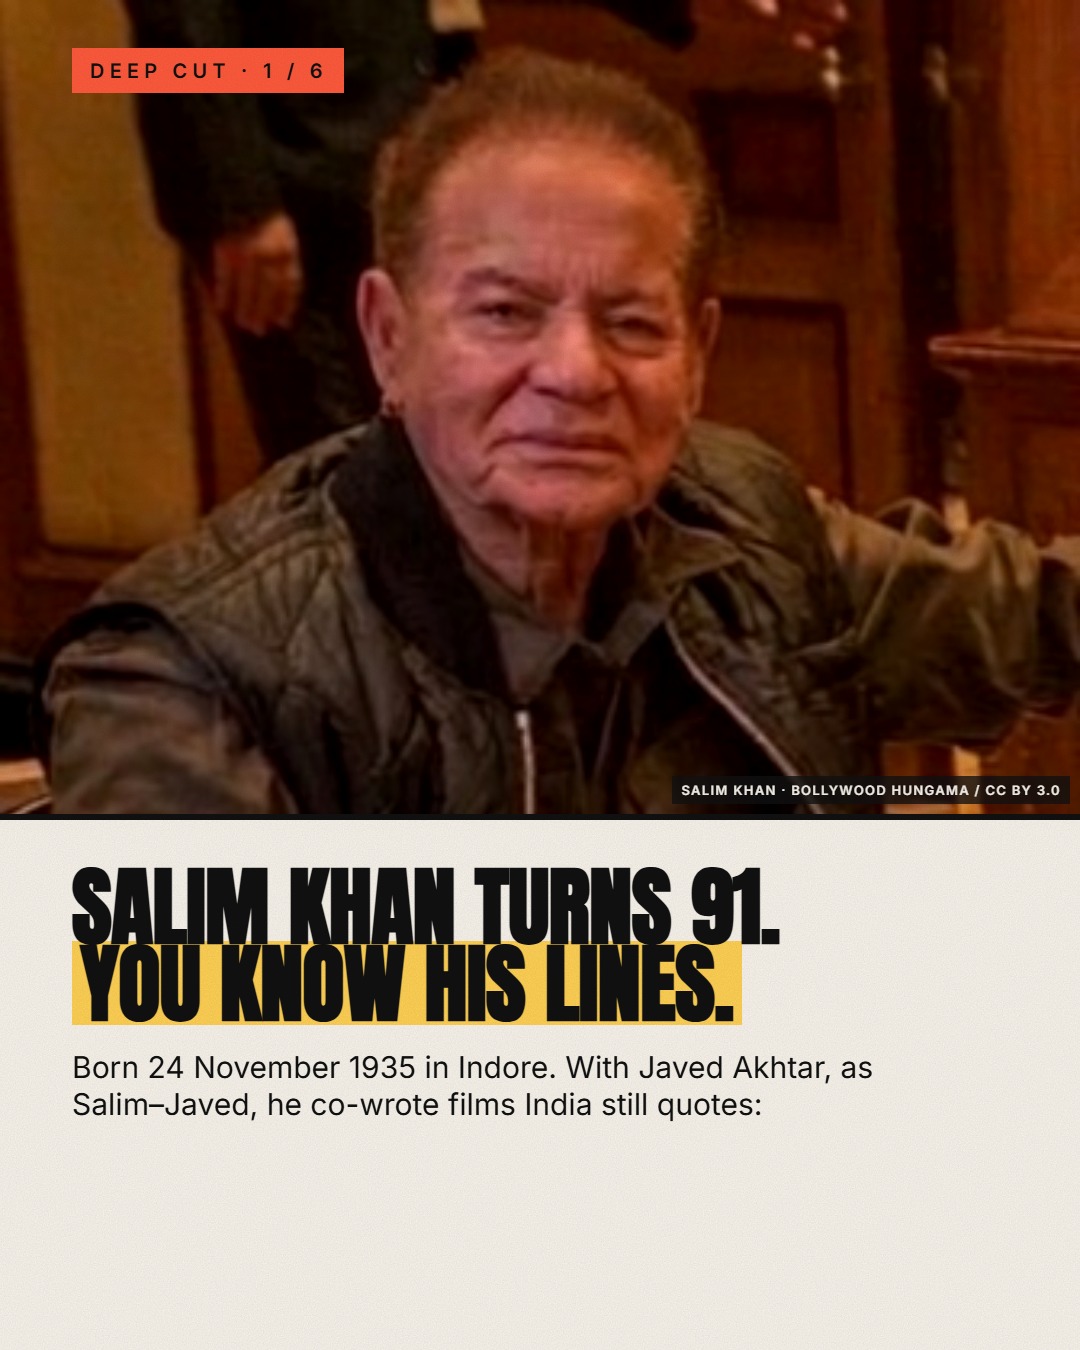 DEEP CUT · 1 / 6
SALIM KHAN · BOLLYWOOD HUNGAMA / CC BY 3.0
SALIM KHAN TURNS 91.
YOU KNOW HIS LINES.
Born 24 November 1935 in Indore. With Javed Akhtar, as
Salim–Javed, he co-wrote films India still quotes: